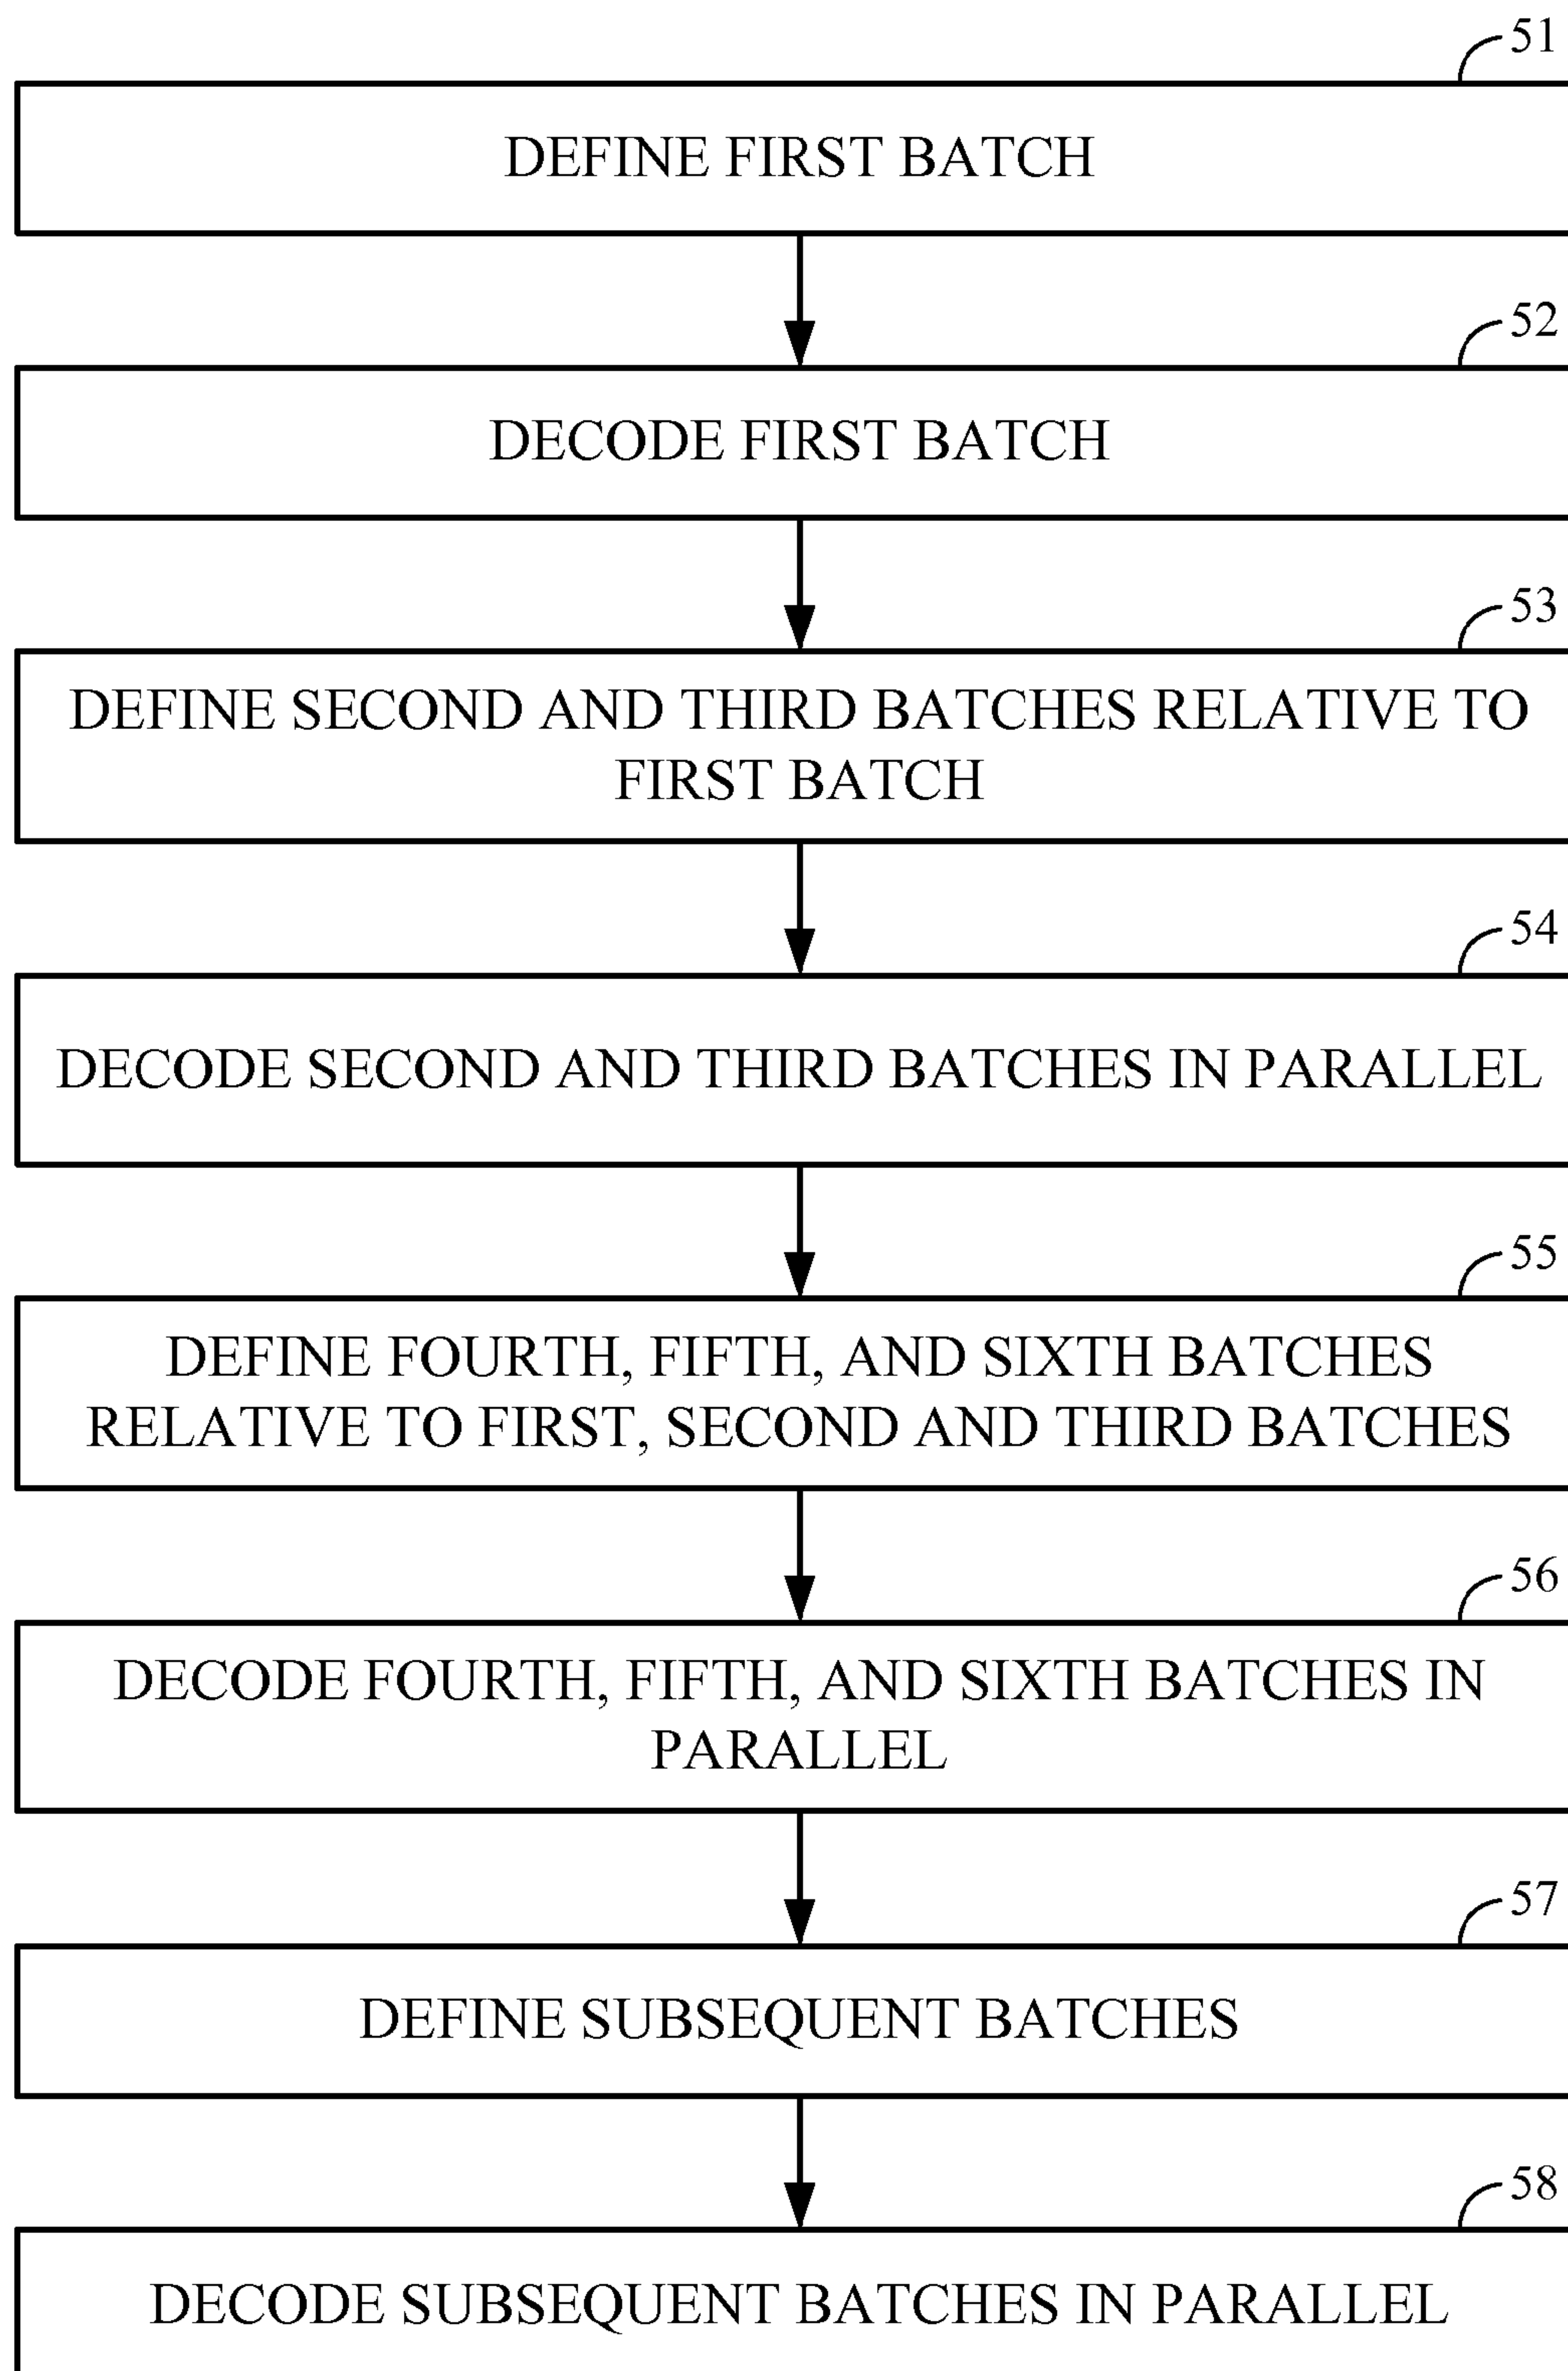 51
DEFINE FIRST BATCH
52
DECODE FIRST BATCH
53
DEFINE SECOND AND THIRD BATCHES RELATIVE TO
FIRST BATCH
54
DECODE SECOND AND THIRD BATCHES IN PARALLEL
55
DEFINE FOURTH, FIFTH, AND SIXTH BATCHES
RELATIVE TO FIRST, SECOND AND THIRD BATCHES
56
DECODE FOURTH, FIFTH, AND SIXTH BATCHES IN
PARALLEL
57
DEFINE SUBSEQUENT BATCHES
58
DECODE SUBSEQUENT BATCHES IN PARALLEL